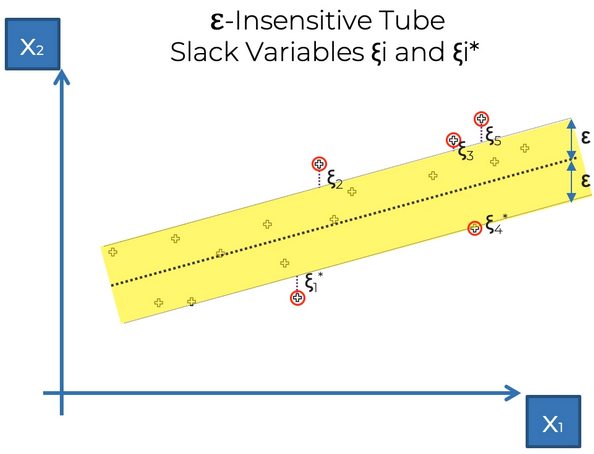 ε-Insensitive Tube
Slack Variables ξi and ξi*
X₂
ξ₅
ξ₃
ε
ξ₂
ε
ξ₄*
ξ₁*
X₁